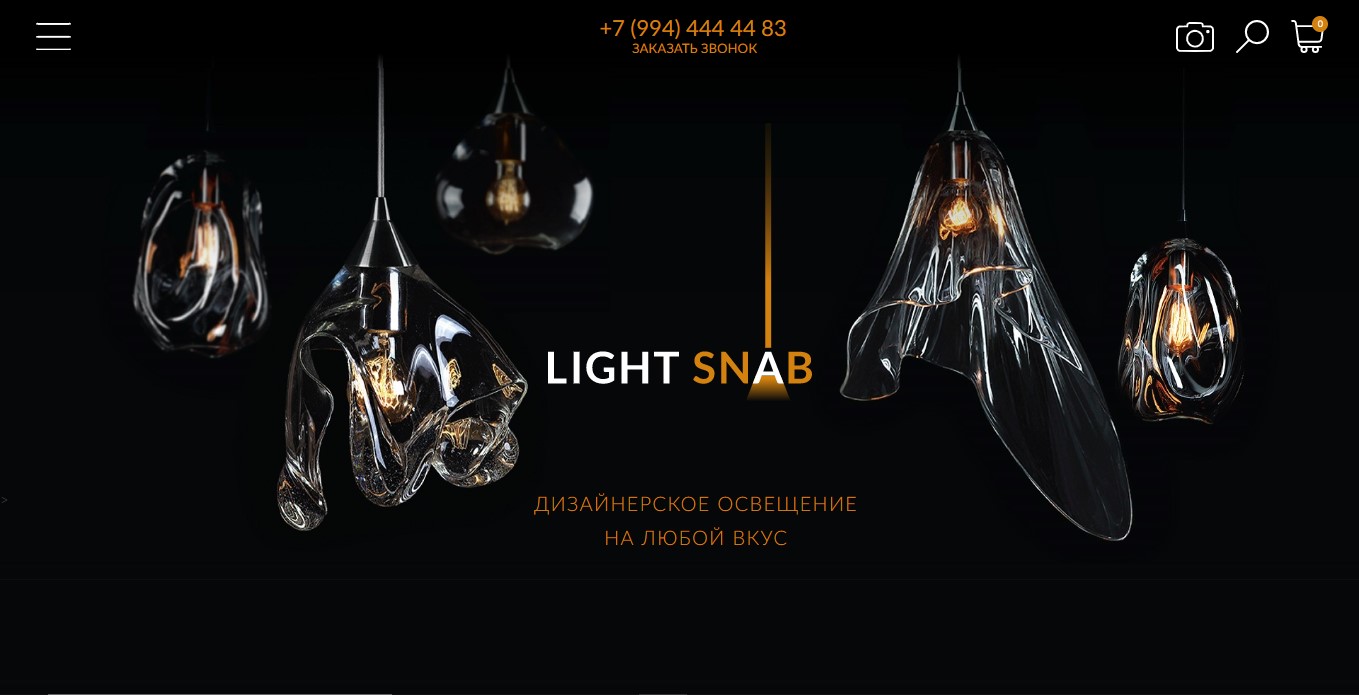 +7 (994) 444 44 83
ЗАКАЗАТЬ ЗВОНОК
0
LIGHT SNAB
>
ДИЗАЙНЕРСКОЕ ОСВЕЩЕНИЕ
НА ЛЮБОЙ ВКУС